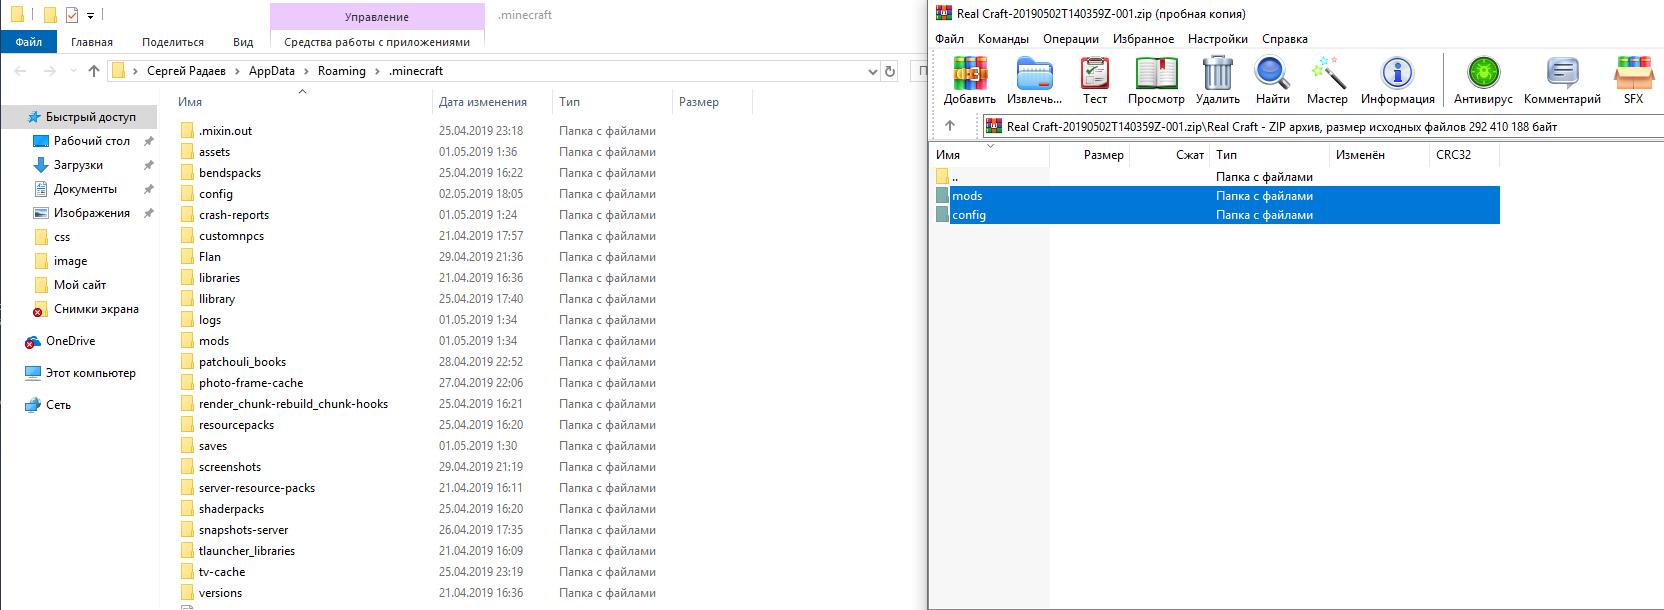 Управление
.minecraft
Файл Главная Поделиться Вид Средства работы с приложениями
Сергей Радаев AppData Roaming .minecraft
П
Быстрый доступ
Рабочий стол
Загрузки
Документы
Изображения
css
image
Мой сайт
Снимки экрана
OneDrive
Этот компьютер
Сеть
Имя Дата изменения Тип Размер
.mixin.out 25.04.2019 23:18 Папка с файлами
assets 01.05.2019 1:36 Папка с файлами
bendspacks 25.04.2019 16:22 Папка с файлами
config 02.05.2019 18:05 Папка с файлами
crash-reports 01.05.2019 1:24 Папка с файлами
customnpcs 21.04.2019 17:57 Папка с файлами
Flan 29.04.2019 21:36 Папка с файлами
libraries 21.04.2019 16:36 Папка с файлами
llibrary 25.04.2019 17:40 Папка с файлами
logs 01.05.2019 1:34 Папка с файлами
mods 01.05.2019 1:34 Папка с файлами
patchouli_books 28.04.2019 22:52 Папка с файлами
photo-frame-cache 27.04.2019 22:06 Папка с файлами
render_chunk-rebuild_chunk-hooks 25.04.2019 16:21 Папка с файлами
resourcepacks 25.04.2019 16:20 Папка с файлами
saves 01.05.2019 1:30 Папка с файлами
screenshots 29.04.2019 21:19 Папка с файлами
server-resource-packs 21.04.2019 16:11 Папка с файлами
shaderpacks 25.04.2019 16:20 Папка с файлами
snapshots-server 26.04.2019 17:35 Папка с файлами
tlauncher_libraries 21.04.2019 16:09 Папка с файлами
tv-cache 25.04.2019 23:19 Папка с файлами
versions 21.04.2019 16:36 Папка с файлами
Real Craft-20190502T140359Z-001.zip (пробная копия)
Файл Команды Операции Избранное Настройки Справка
Добавить Извлечь... Тест Просмотр Удалить Найти Мастер Информация Антивирус Комментарий SFX
Real Craft-20190502T140359Z-001.zip\Real Craft - ZIP архив, размер исходных файлов 292 410 188 байт
Имя Размер Сжат Тип Изменён CRC32
.. Папка с файлами
mods Папка с файлами
config Папка с файлами